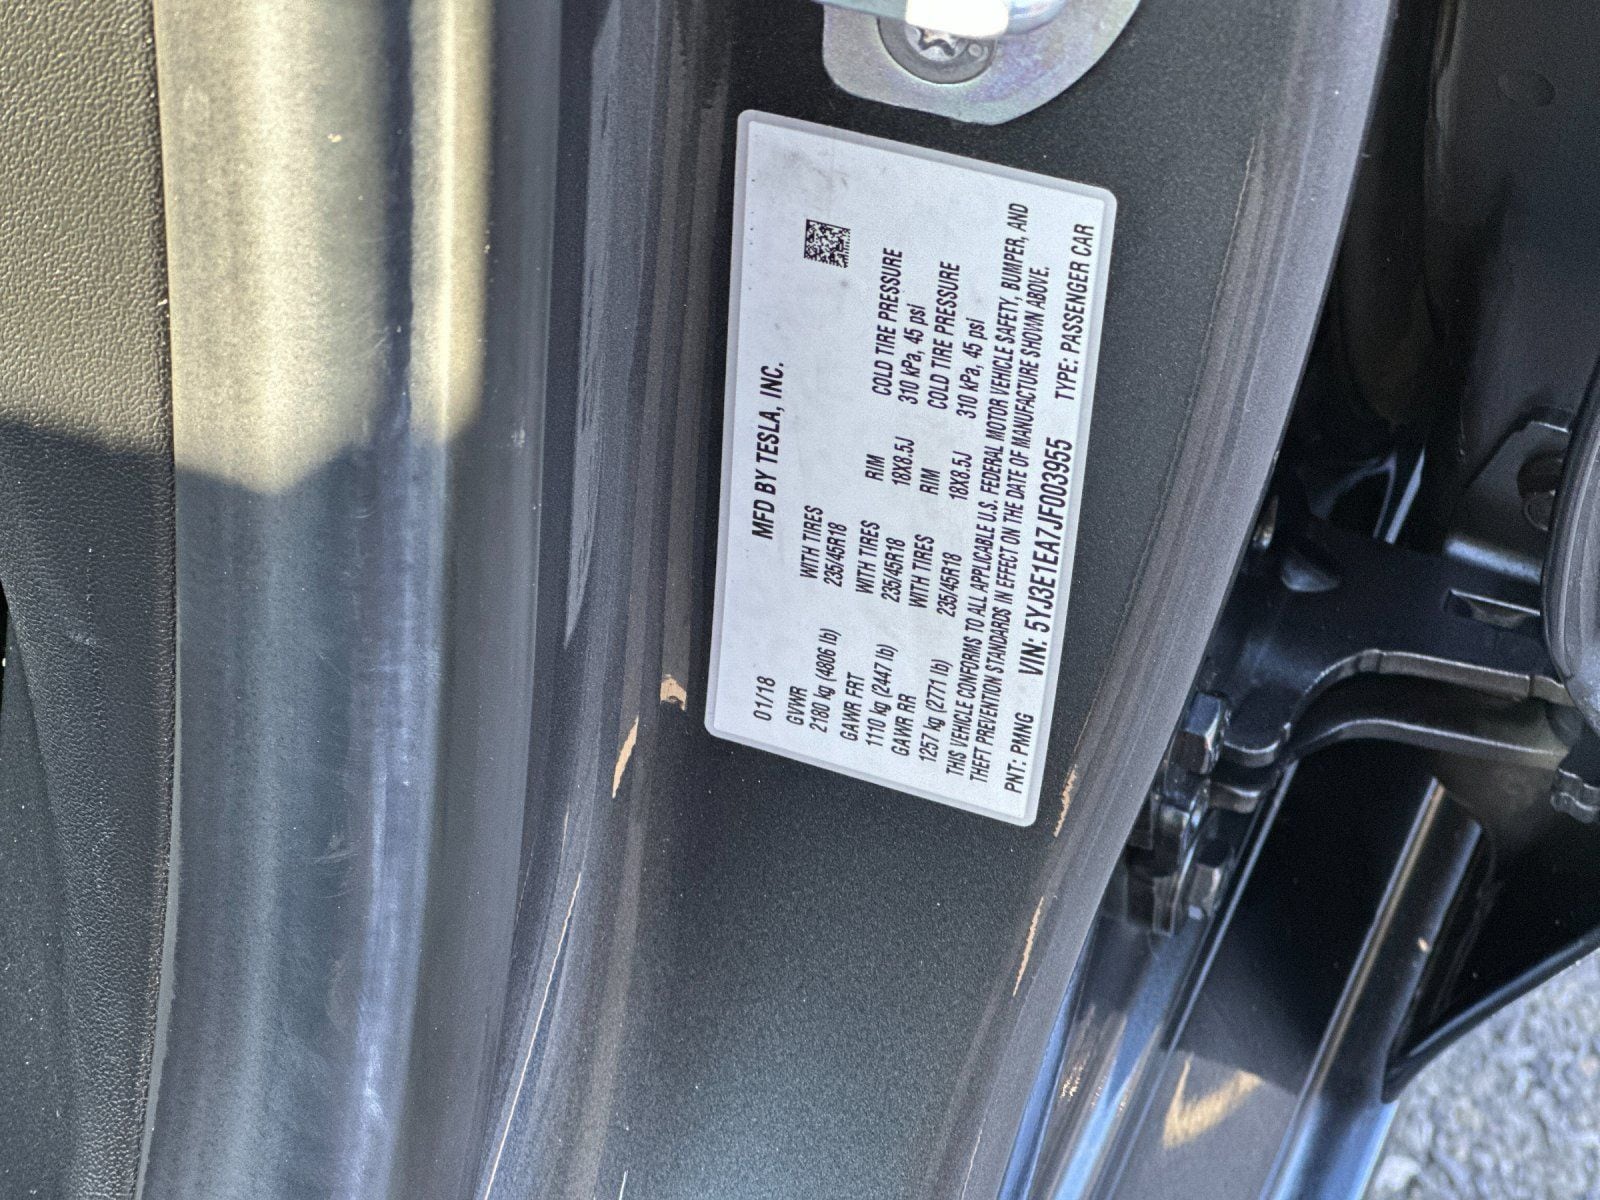 MFD BY TESLA, INC.
01/18
GVWR WITH TIRES RIM COLD TIRE PRESSURE
2180 kg (4806 lb) 235/45R18 18X8.5J 310 kPa, 45 psi
GAWR FRT WITH TIRES RIM COLD TIRE PRESSURE
1110 kg (2447 lb) 235/45R18 18X8.5J 310 kPa, 45 psi
GAWR RR WITH TIRES
1257 kg (2771 lb) 235/45R18
THIS VEHICLE CONFORMS TO ALL APPLICABLE U.S. FEDERAL MOTOR VEHICLE SAFETY, BUMPER, AND
THEFT PREVENTION STANDARDS IN EFFECT ON THE DATE OF MANUFACTURE SHOWN ABOVE.
PNT: PMNG VIN: 5YJ3E1EA7JF003955 TYPE: PASSENGER CAR